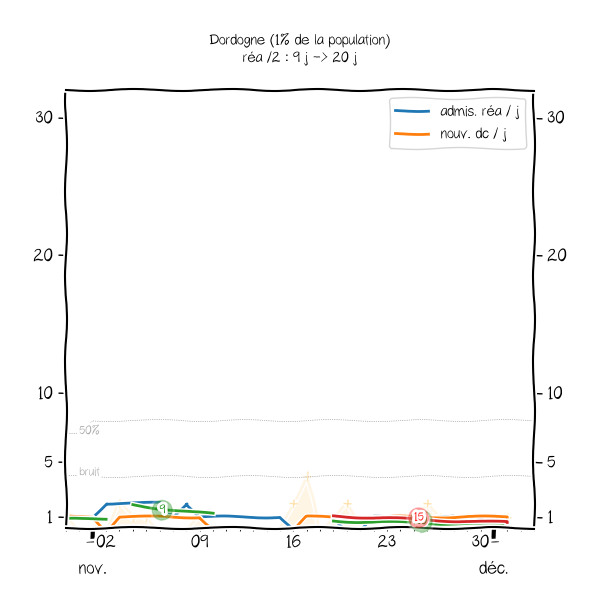 Dordogne (1% de la population)
réa /2 : 9 j -> 20 j
admis. réa / j
nouv. dc / j
30 30
20 20
10 10
50%
5 5
bruit
1 9 15 1
02 09 16 23 30
nov. déc.